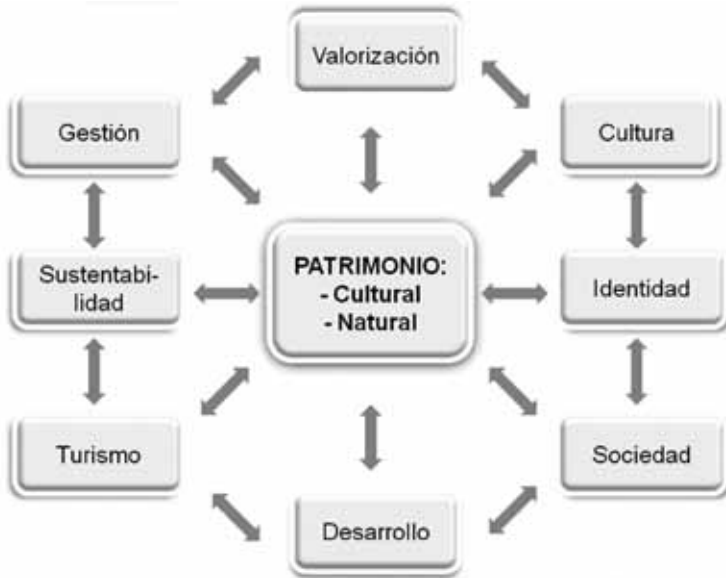 Valorización
Gestión
Cultura
Sustentabi-
lidad
PATRIMONIO:
- Cultural
- Natural
Identidad
Turismo
Sociedad
Desarrollo